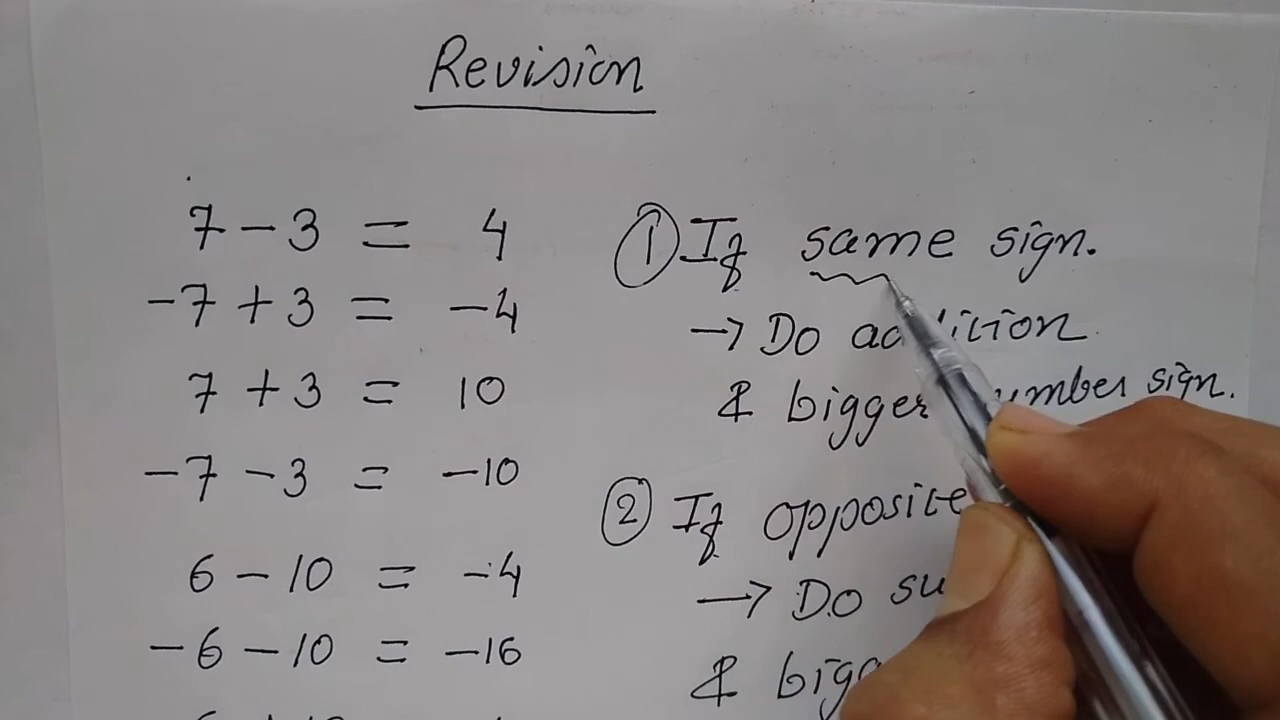 Revision
7 - 3 = 4
-7 + 3 = -4
7 + 3 = 10
-7 - 3 = -10
6 - 10 = -4
-6 - 10 = -16
① If same sign.
→ Do addition
& bigger number sign.
② If opposite
→ Do
&